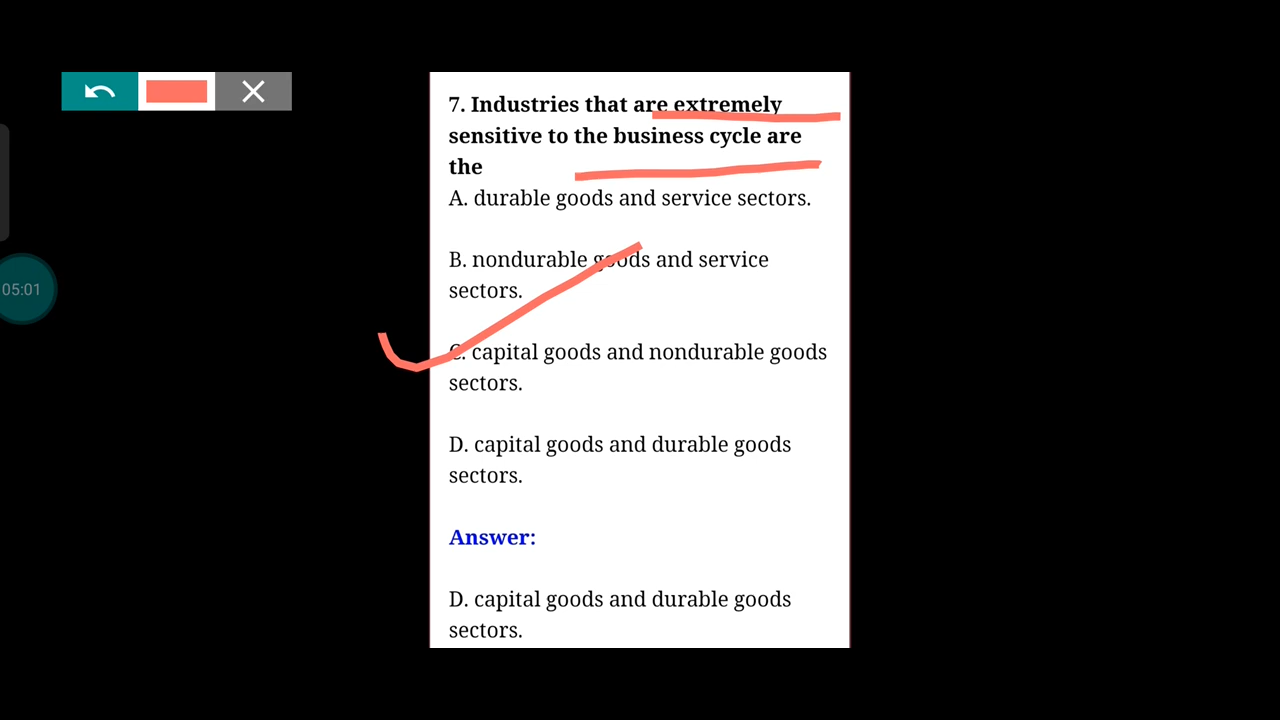 7. Industries that are extremely
sensitive to the business cycle are
the
A. durable goods and service sectors.
B. nondurable goods and service
sectors.
C. capital goods and nondurable goods
sectors.
D. capital goods and durable goods
sectors.
Answer:
D. capital goods and durable goods
sectors.
05:01